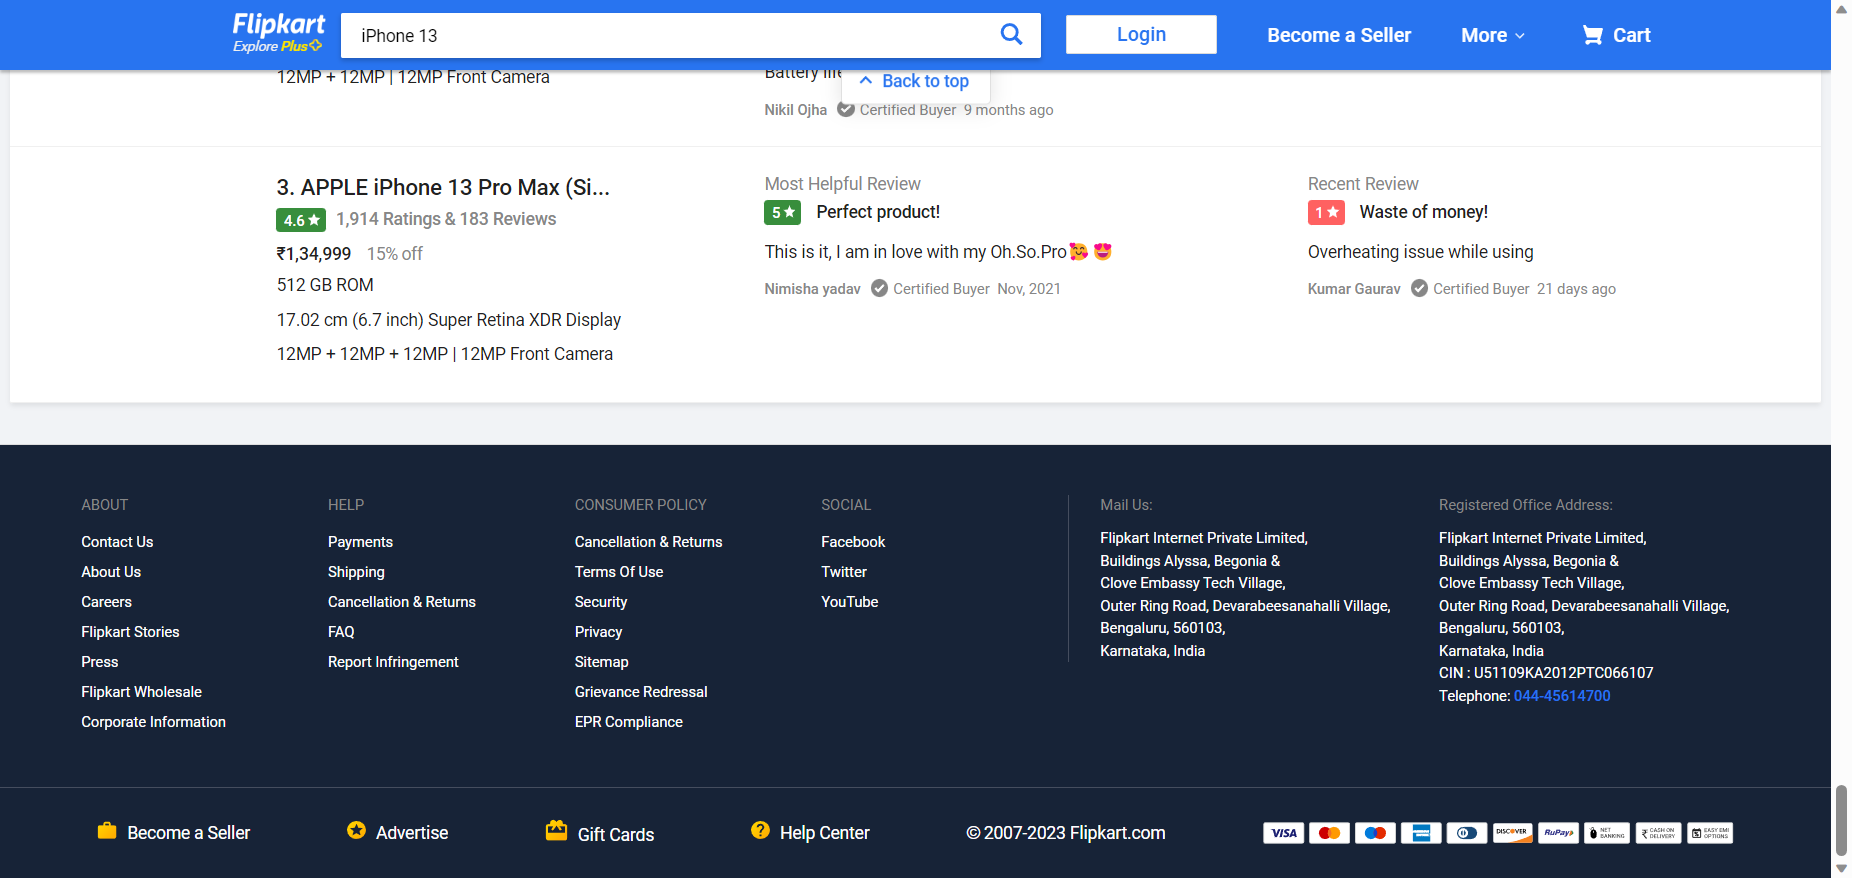 Flipkart
Explore Plus
iPhone 13
Login
Become a Seller
More
Cart
12MP + 12MP | 12MP Front Camera
Battery life
Back to top
Nikil Ojha Certified Buyer 9 months ago
3. APPLE iPhone 13 Pro Max (Si...
4.6 ★ 1,914 Ratings & 183 Reviews
₹1,34,999 15% off
512 GB ROM
17.02 cm (6.7 inch) Super Retina XDR Display
12MP + 12MP + 12MP | 12MP Front Camera
Most Helpful Review
5 ★ Perfect product!
This is it, I am in love with my Oh.So.Pro🥰 😍
Nimisha yadav Certified Buyer Nov, 2021
Recent Review
1 ★ Waste of money!
Overheating issue while using
Kumar Gaurav Certified Buyer 21 days ago
ABOUT
Contact Us
About Us
Careers
Flipkart Stories
Press
Flipkart Wholesale
Corporate Information
HELP
Payments
Shipping
Cancellation & Returns
FAQ
Report Infringement
CONSUMER POLICY
Cancellation & Returns
Terms Of Use
Security
Privacy
Sitemap
Grievance Redressal
EPR Compliance
SOCIAL
Facebook
Twitter
YouTube
Mail Us:
Flipkart Internet Private Limited,
Buildings Alyssa, Begonia &
Clove Embassy Tech Village,
Outer Ring Road, Devarabeesanahalli Village,
Bengaluru, 560103,
Karnataka, India
Registered Office Address:
Flipkart Internet Private Limited,
Buildings Alyssa, Begonia &
Clove Embassy Tech Village,
Outer Ring Road, Devarabeesanahalli Village,
Bengaluru, 560103,
Karnataka, India
CIN : U51109KA2012PTC066107
Telephone: 044-45614700
Become a Seller
Advertise
Gift Cards
Help Center
© 2007-2023 Flipkart.com
VISA
DISCOVER
RuPay
NET
BANKING
CASH ON
DELIVERY
EASY EMI
OPTIONS